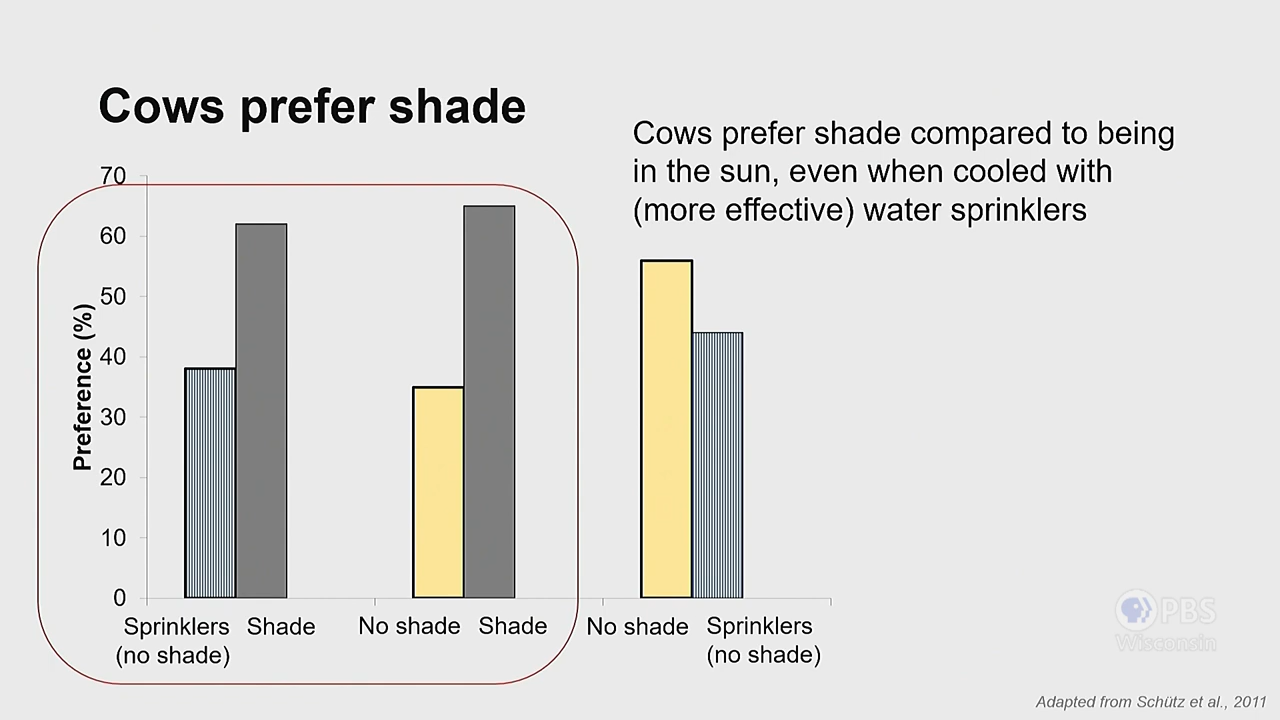 Cows prefer shade
Cows prefer shade compared to being
in the sun, even when cooled with
(more effective) water sprinklers
70
60
50
40
30
20
10
0
Preference (%)
Sprinklers
(no shade)
Shade
No shade
Shade
No shade
Sprinklers
(no shade)
PBS
Wisconsin
Adapted from Schütz et al., 2011